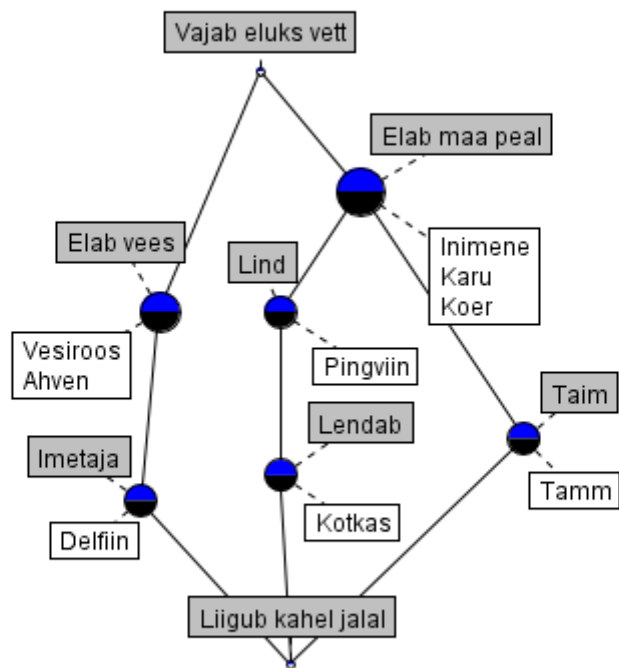 Vajab eluks vett
Elab maa peal
Elab vees
Lind
Inimene
Karu
Koer
Vesiroos
Ahven
Pingviin
Taim
Lendab
Imetaja
Tamm
Kotkas
Delfiin
Liigub kahel jalal